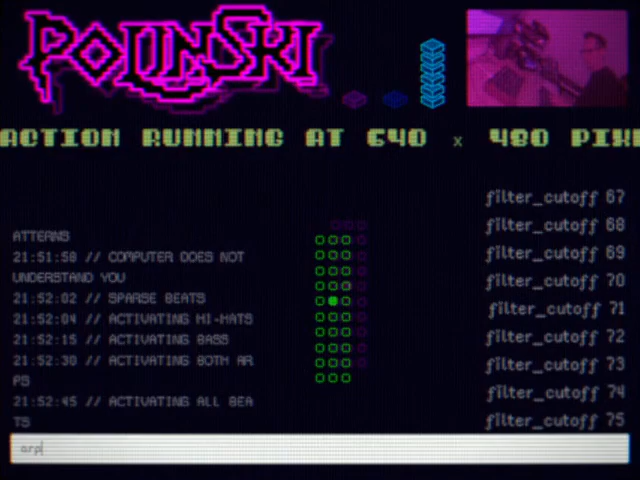 POLINSKI
ACTION RUNNING AT 640 x 480 PIXE
ATTERNS
21:51:58 // COMPUTER DOES NOT
UNDERSTAND YOU
21:52:02 // SPARSE BEATS
21:52:04 // ACTIVATING HI-HATS
21:52:15 // ACTIVATING BASS
21:52:30 // ACTIVATING BOTH AR
PS
21:52:45 // ACTIVATING ALL BEA
TS
filter_cutoff 67
filter_cutoff 68
filter_cutoff 69
filter_cutoff 70
filter_cutoff 71
filter_cutoff 72
filter_cutoff 73
filter_cutoff 74
filter_cutoff 75
arp